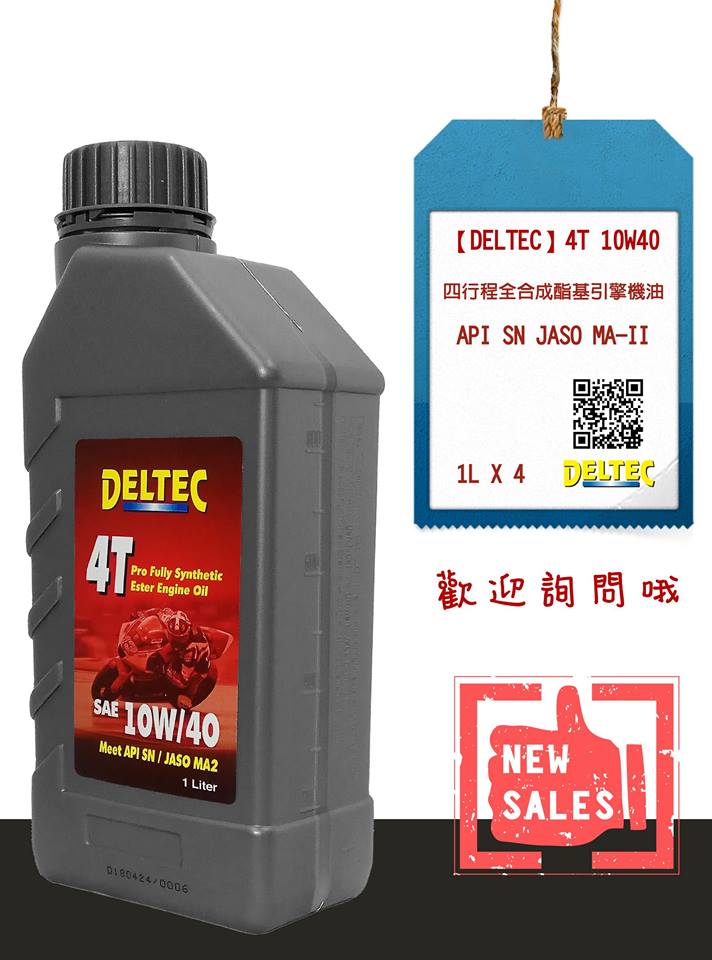 DELTEC
4T Pro Fully Synthetic
Ester Engine Oil
SAE 10W/40
Meet API SN / JASO MA2
1 Liter
D180424/0006
【DELTEC】4T 10W40
四行程全合成酯基引擎機油
API SN JASO MA-II
1L X 4
DELTEC
歡迎詢問哦
NEW
SALES